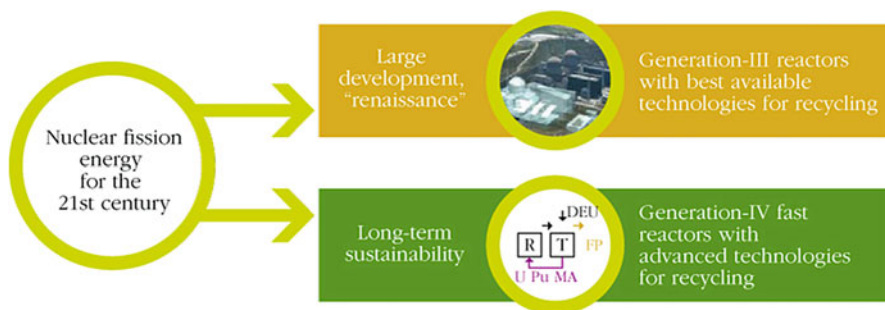 Nuclear fission
energy
for the
21st century
Large
development,
“renaissance”
Generation-III reactors
with best available
technologies for recycling
Long-term
sustainability
DEU
R T FP
U Pu MA
Generation-IV fast
reactors with
advanced technologies
for recycling